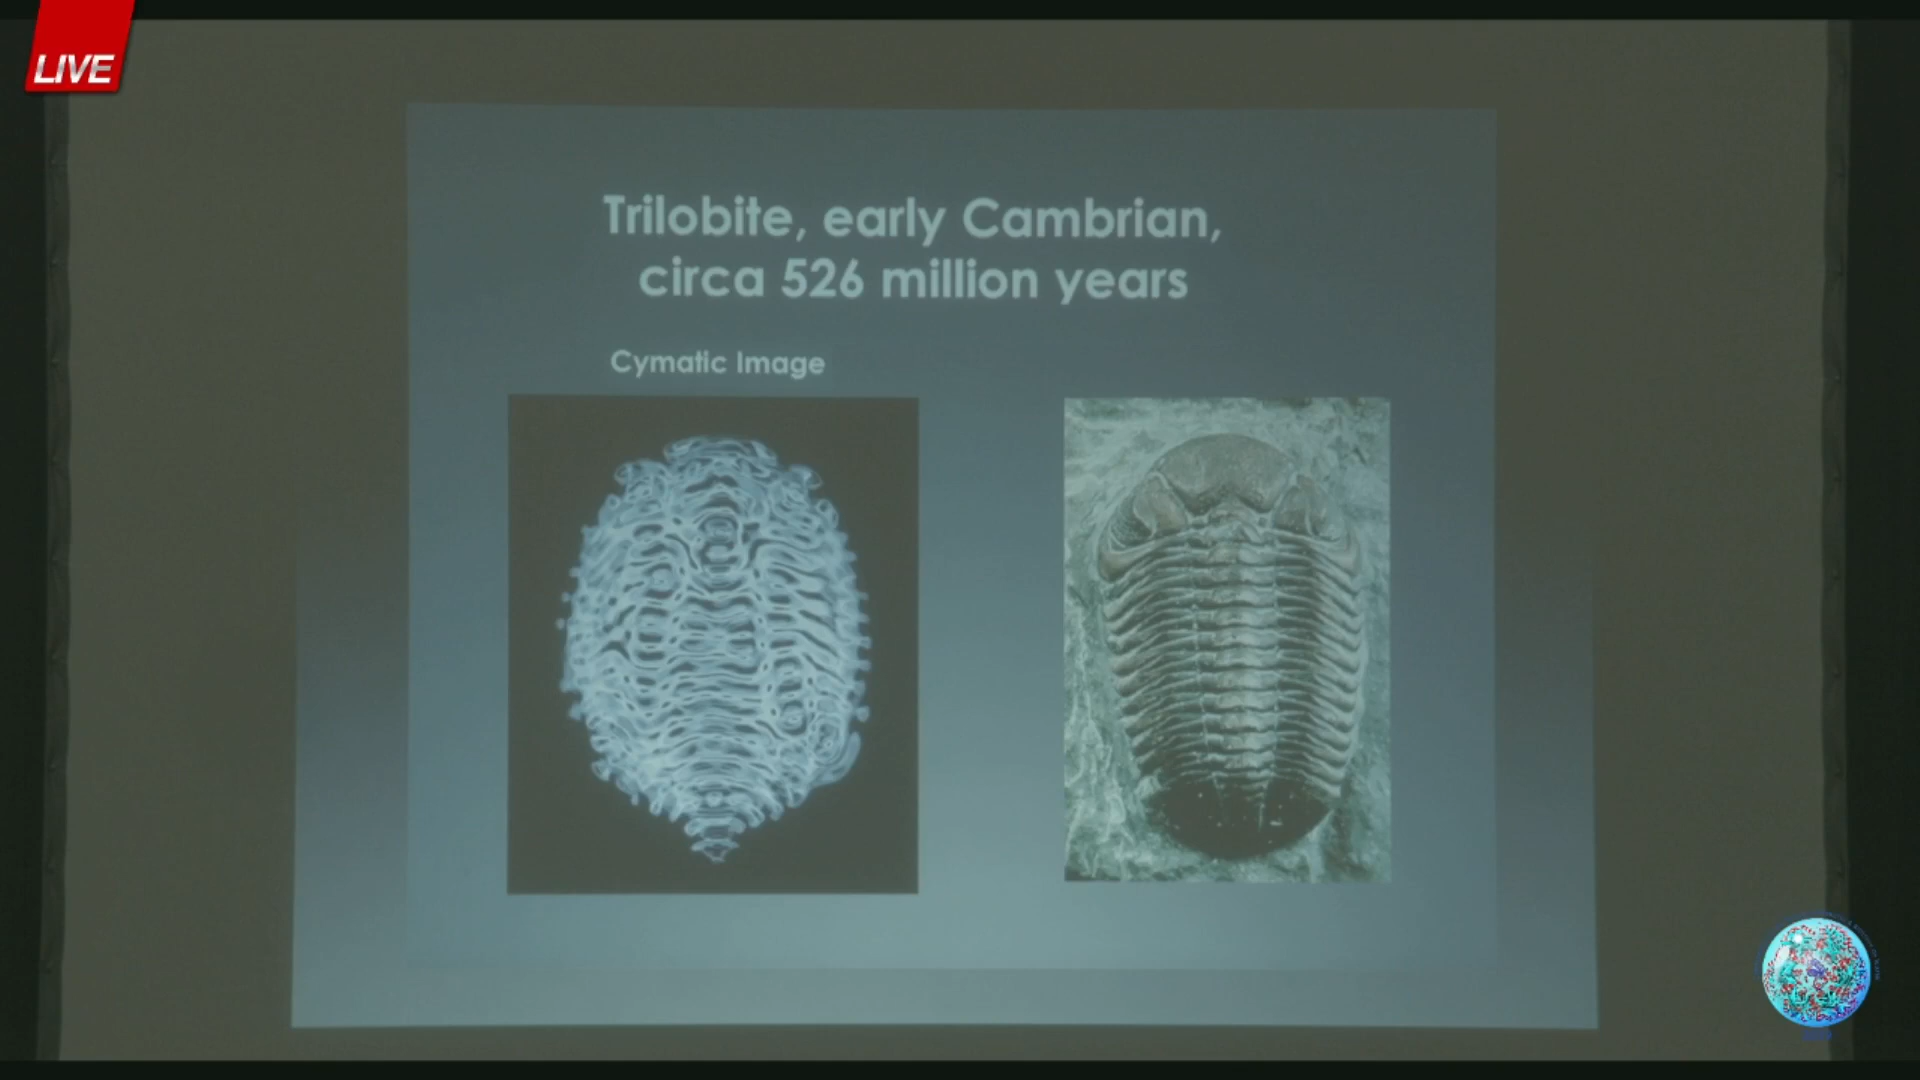 LIVE
Trilobite, early Cambrian,
circa 526 million years
Cymatic Image